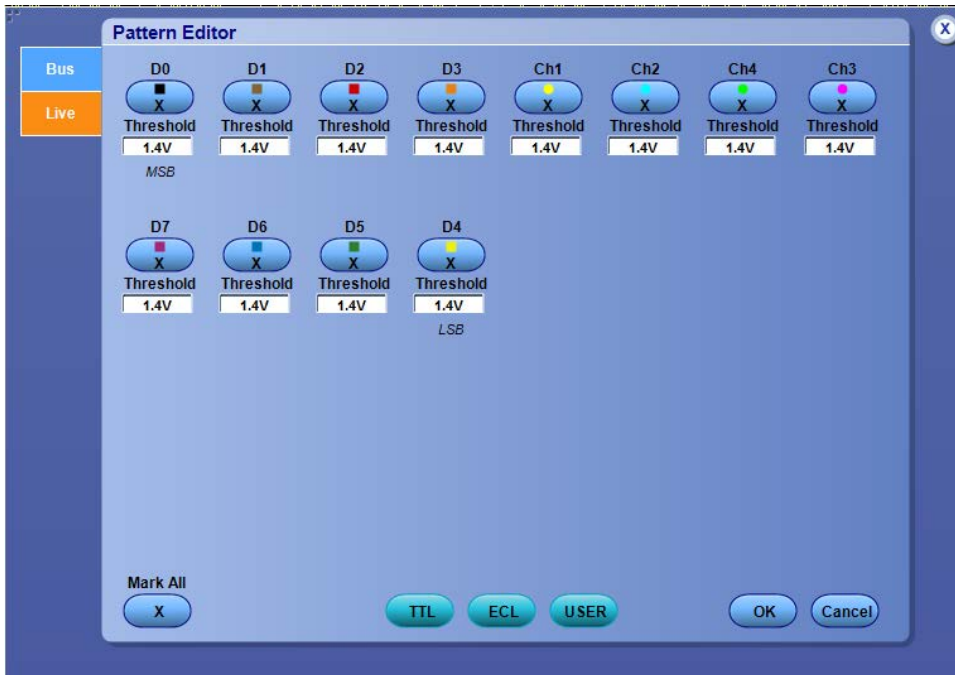 Pattern Editor
X
Bus
Live
D0 D1 D2 D3 Ch1 Ch2 Ch4 Ch3
X X X X X X X X
Threshold Threshold Threshold Threshold Threshold Threshold Threshold Threshold
1.4V 1.4V 1.4V 1.4V 1.4V 1.4V 1.4V 1.4V
MSB
D7 D6 D5 D4
X X X X
Threshold Threshold Threshold Threshold
1.4V 1.4V 1.4V 1.4V
LSB
Mark All
X TTL ECL USER OK Cancel